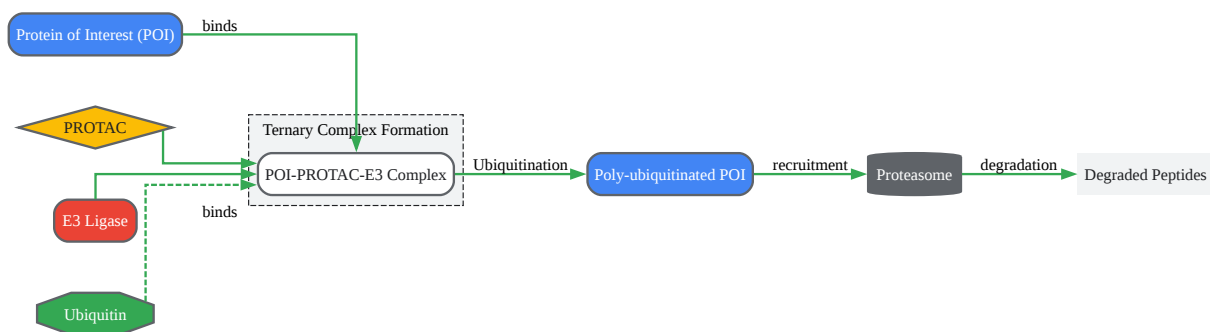 Protein of Interest (POI)
binds
PROTAC
Ternary Complex Formation
POI-PROTAC-E3 Complex
Ubiquitination
Poly-ubiquitinated POI
recruitment
Proteasome
degradation
Degraded Peptides
E3 Ligase
binds
Ubiquitin